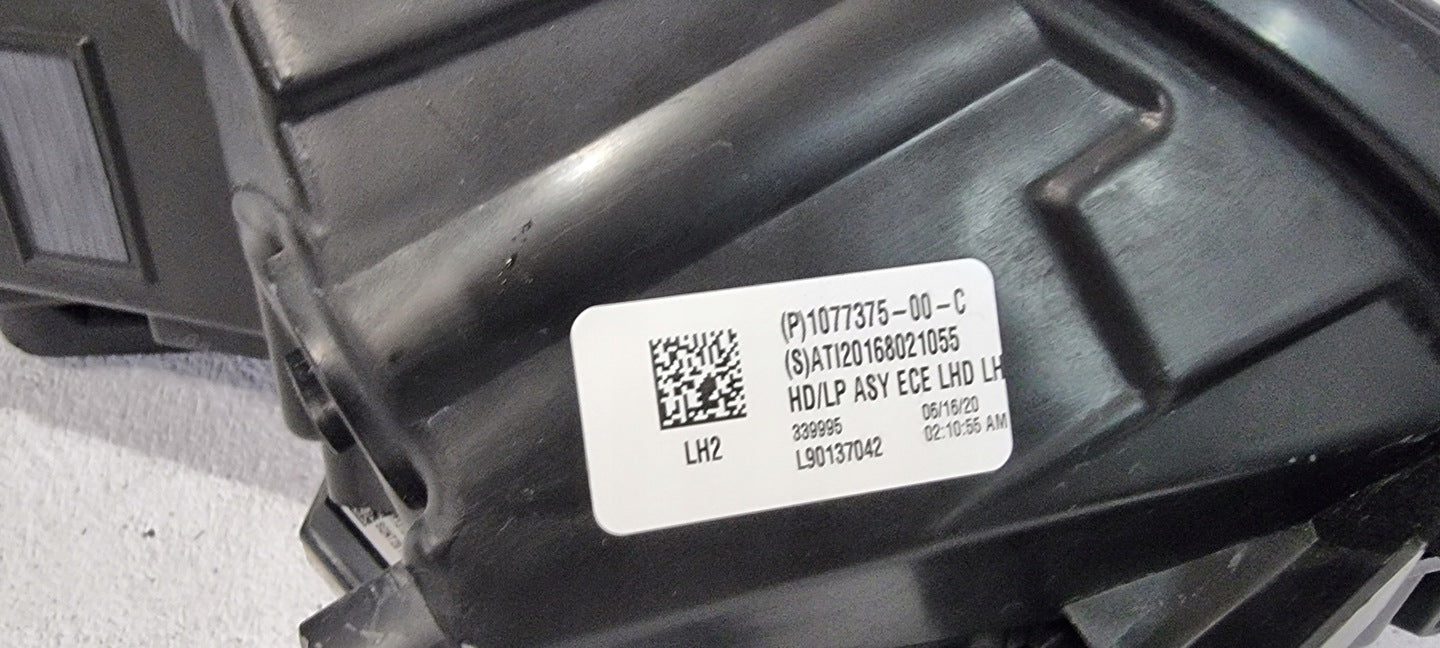 (P)1077375-00-C
(S)ATI20168021055
HD/LP ASY ECE LHD LH
339995 06/16/20
L90137042 02:10:55 AM
LH2